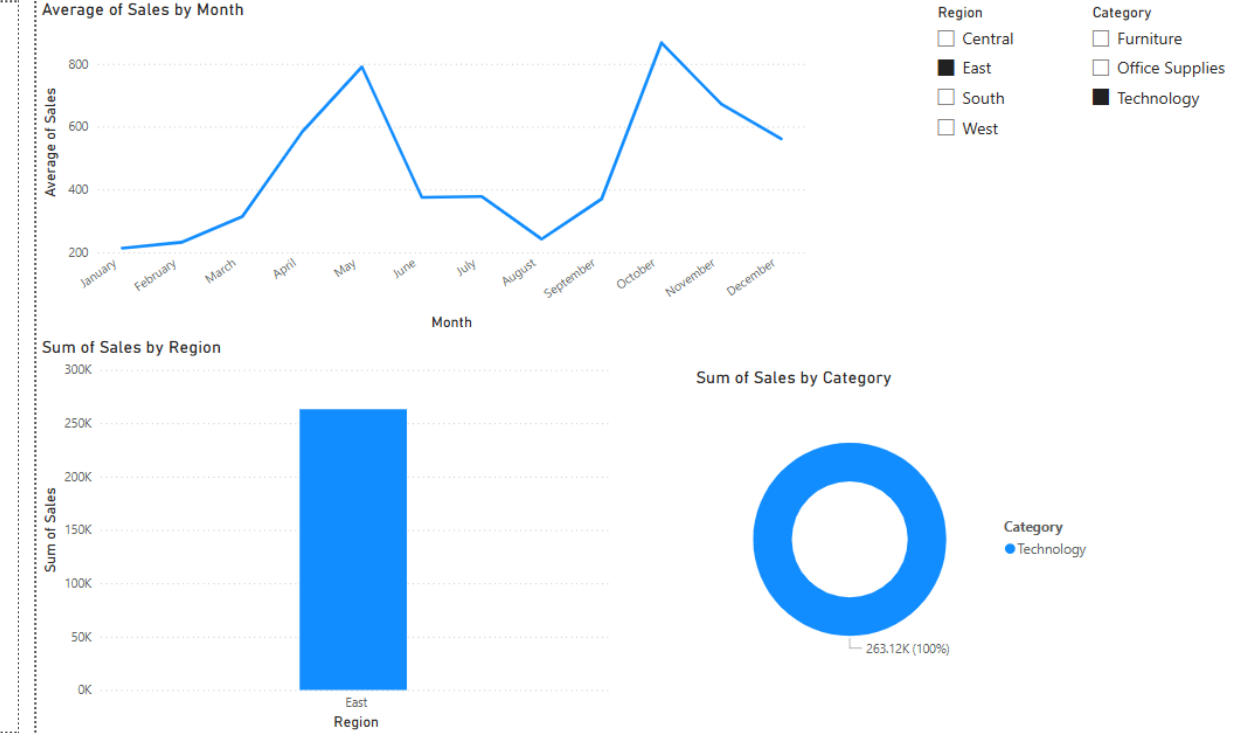 Average of Sales by Month
Average of Sales
800
600
400
200
January
February
March
April
May
June
July
August
September
October
November
December
Month
Region
Central
East
South
West
Category
Furniture
Office Supplies
Technology
Sum of Sales by Region
Sum of Sales
300K
250K
200K
150K
100K
50K
0K
East
Region
Sum of Sales by Category
263.12K (100%)
Category
Technology